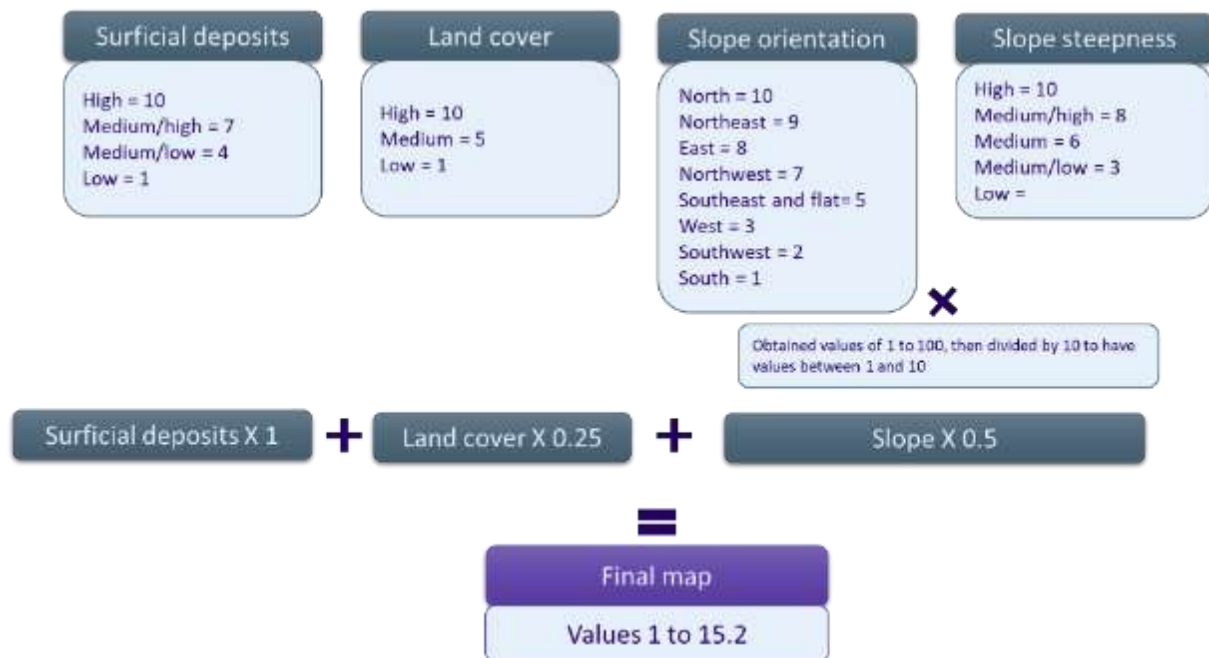 Surficial deposits
High = 10
Medium/high = 7
Medium/low = 4
Low = 1
Land cover
High = 10
Medium = 5
Low = 1
Slope orientation
North = 10
Northeast = 9
East = 8
Northwest = 7
Southeast and flat= 5
West = 3
Southwest = 2
South = 1
Slope steepness
High = 10
Medium/high = 8
Medium = 6
Medium/low = 3
Low =
×
Obtained values of 1 to 100, then divided by 10 to have
values between 1 and 10
Surficial deposits X 1 + Land cover X 0.25 + Slope X 0.5
=
Final map
Values 1 to 15.2